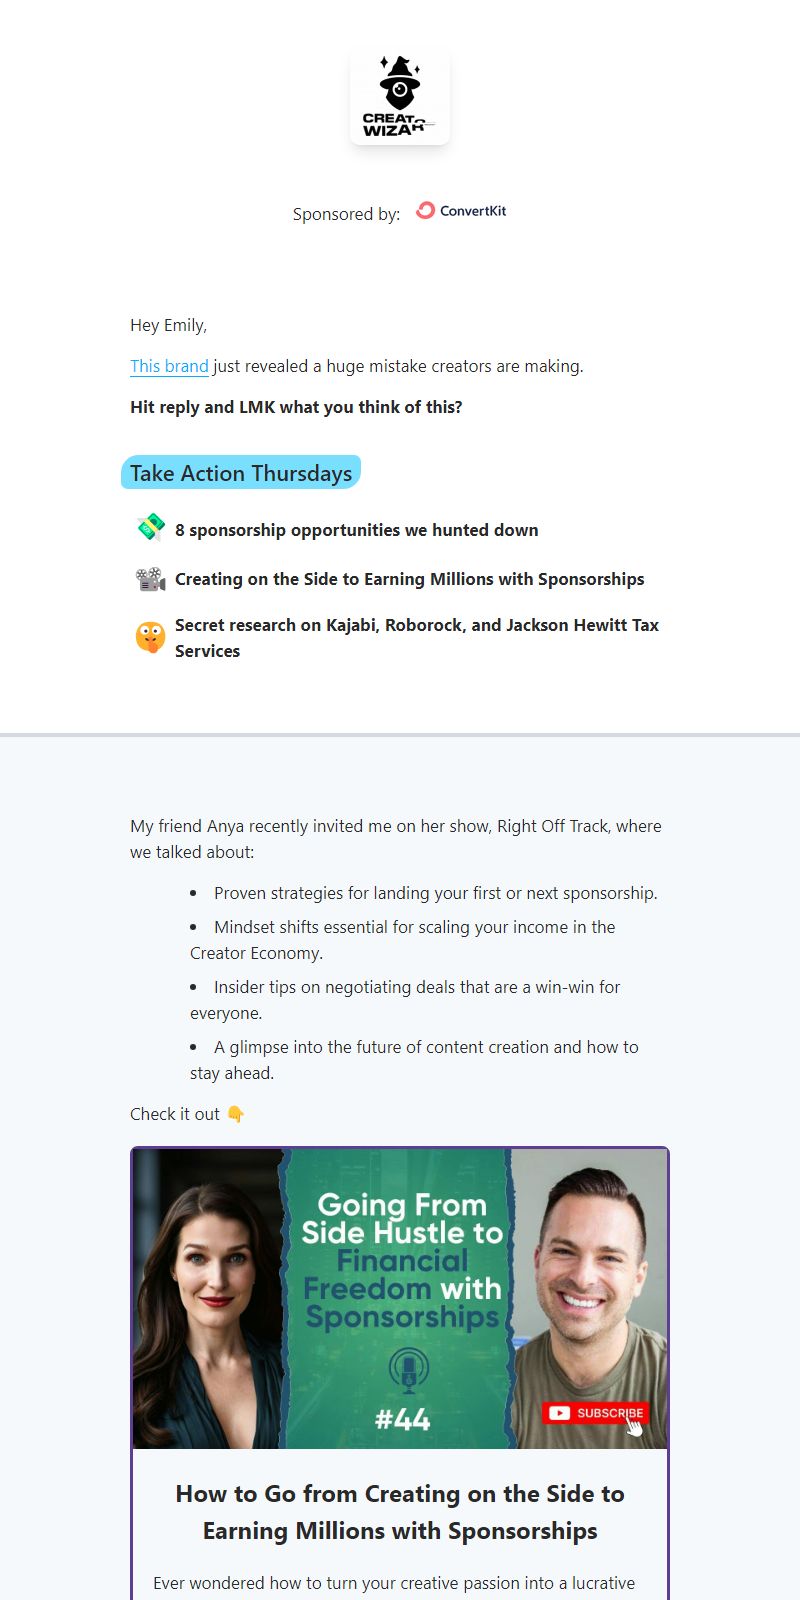 CREATOR
WIZARD
Sponsored by: ConvertKit
Hey Emily,
This brand just revealed a huge mistake creators are making.
Hit reply and LMK what you think of this?
Take Action Thursdays
8 sponsorship opportunities we hunted down
Creating on the Side to Earning Millions with Sponsorships
Secret research on Kajabi, Roborock, and Jackson Hewitt Tax
Services
My friend Anya recently invited me on her show, Right Off Track, where
we talked about:
• Proven strategies for landing your first or next sponsorship.
• Mindset shifts essential for scaling your income in the
Creator Economy.
• Insider tips on negotiating deals that are a win-win for
everyone.
• A glimpse into the future of content creation and how to
stay ahead.
Check it out 👇
Going From
Side Hustle to
Financial
Freedom with
Sponsorships
#44
SUBSCRIBE
How to Go from Creating on the Side to
Earning Millions with Sponsorships
Ever wondered how to turn your creative passion into a lucrative